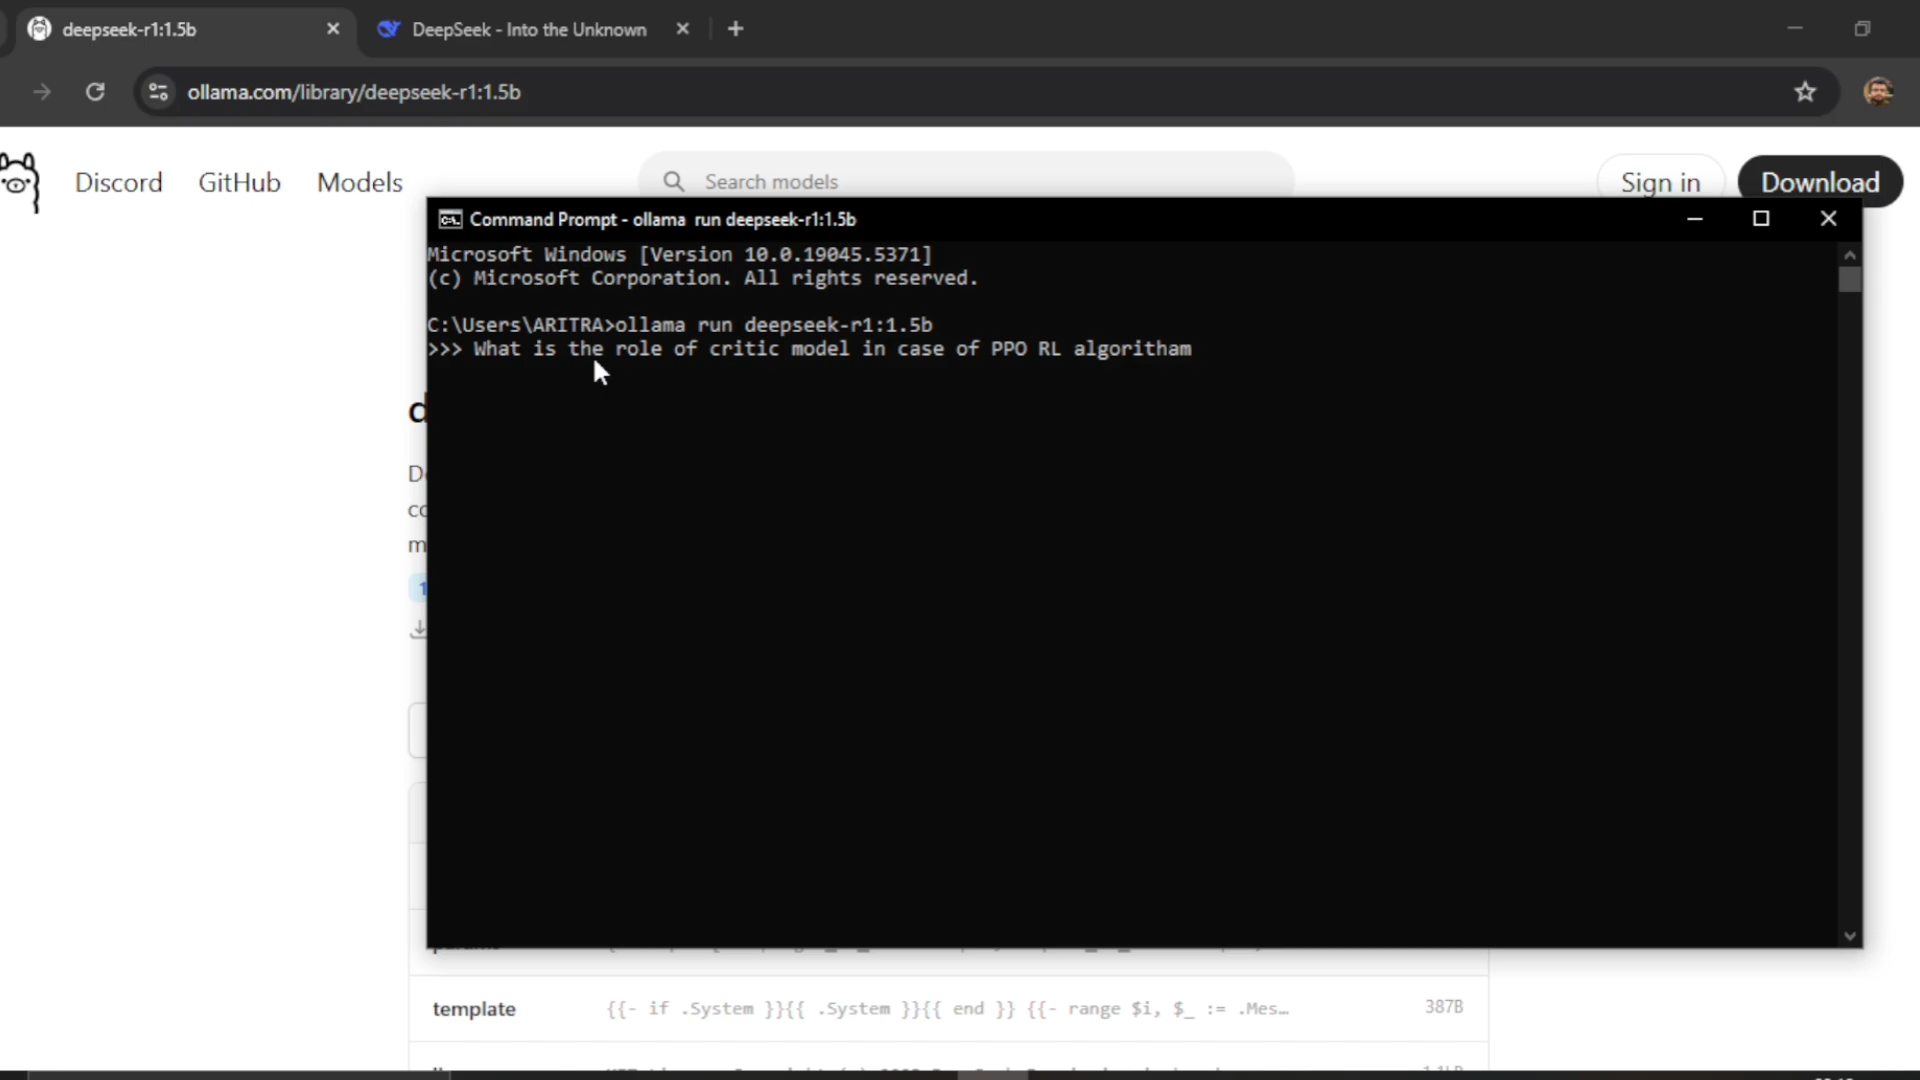 deepseek-r1:1.5b
DeepSeek - Into the Unknown
ollama.com/library/deepseek-r1:1.5b
Discord GitHub Models
Search models
Sign in Download
Command Prompt - ollama run deepseek-r1:1.5b
Microsoft Windows [Version 10.0.19045.5371]
(c) Microsoft Corporation. All rights reserved.
C:\Users\ARITRA>ollama run deepseek-r1:1.5b
>>> What is the role of critic model in case of PPO RL algoritham
template {{- if .System }}{{ .System }}{{ end }} {{- range $i, $_ := .Mes... 387B